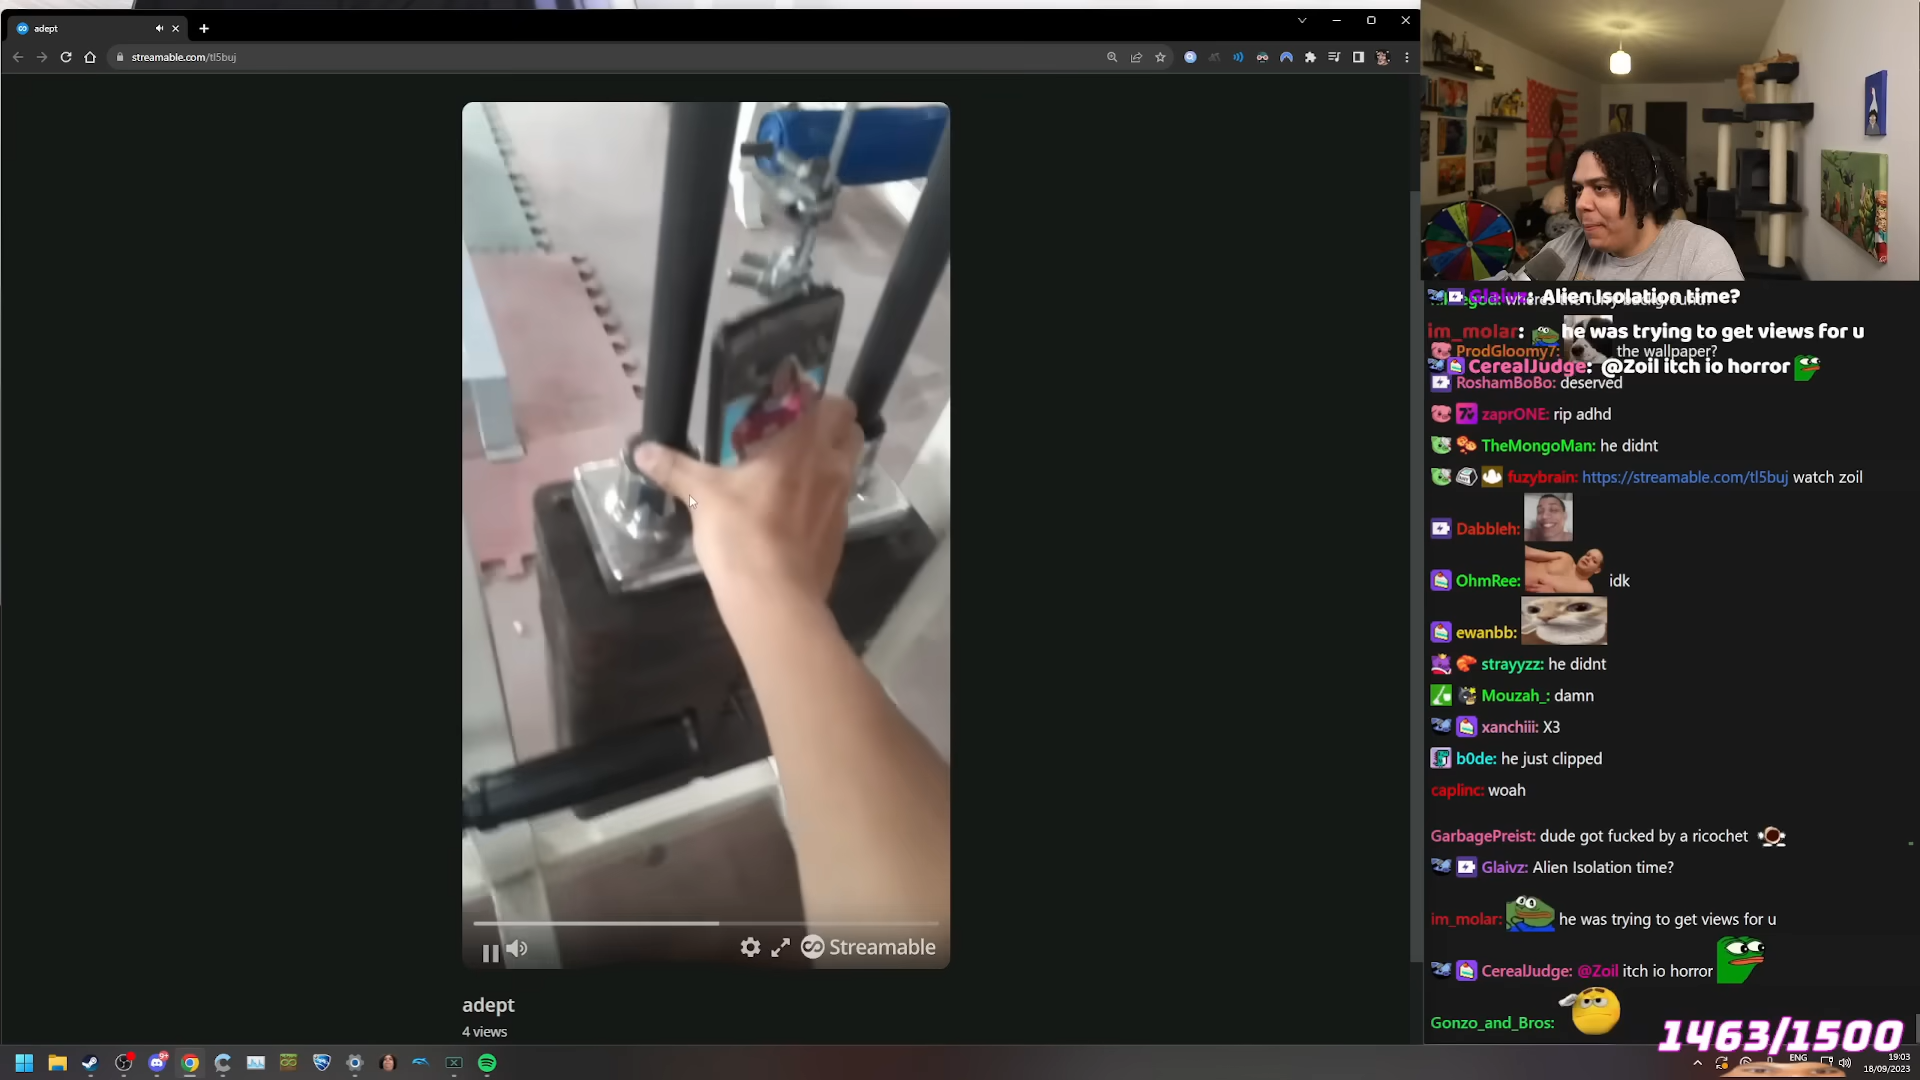 adept
streamable.com/tl5buj
Streamable
adept
4 views
Glaivz: Alien Isolation time?
im_molar: he was trying to get views for u
ProdGloomy7: the wallpaper?
CerealJudge: @Zoil itch io horror
RoshamBoBo: deserved
zaprONE: rip adhd
TheMongoMan: he didnt
fuzybrain: https://streamable.com/tl5buj watch zoil
Dabbleh:
OhmRee: idk
ewanbb:
strayyzz: he didnt
Mouzah_: damn
xanchiii: X3
b0de: he just clipped
caplinc: woah
GarbagePreist: dude got fucked by a ricochet
Glaivz: Alien Isolation time?
im_molar: he was trying to get views for u
CerealJudge: @Zoil itch io horror
Gonzo_and_Bros:
1463/1500
ENG
19:03
18/09/2023